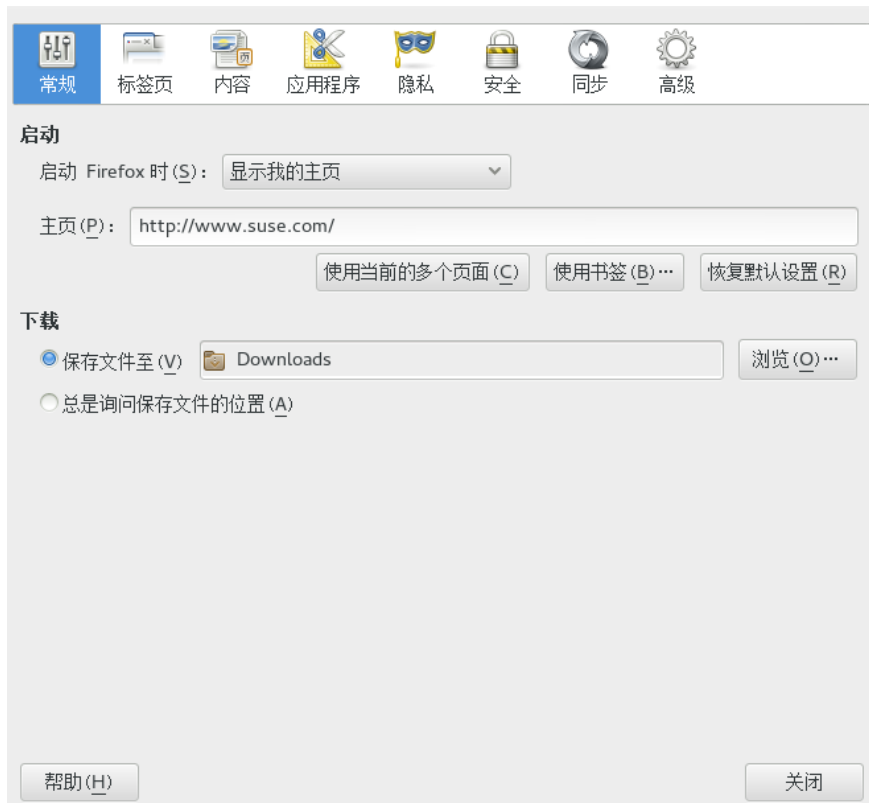 常规 标签页 内容 应用程序 隐私 安全 同步 高级
启动
启动 Firefox 时(S): 显示我的主页
主页(P): http://www.suse.com/
使用当前的多个页面(C) 使用书签(B)… 恢复默认设置(R)
下载
保存文件至(V) Downloads 浏览(O)…
总是询问保存文件的位置(A)
帮助(H) 关闭